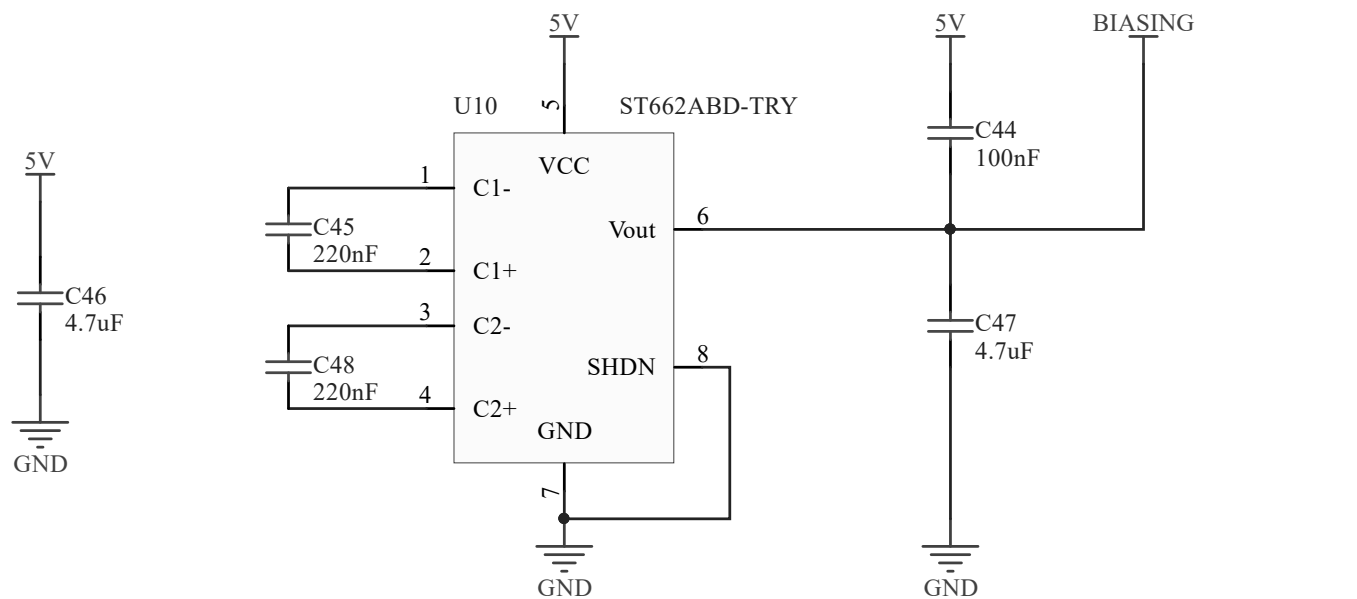 5V
5V
BIASING
U10
5
ST662ABD-TRY
C44
100nF
5V
VCC
1
C1-
C45
220nF
Vout
6
2
C1+
C46
4.7uF
3
C2-
C47
4.7uF
C48
220nF
SHDN
8
4
C2+
GND
GND
7
GND
GND